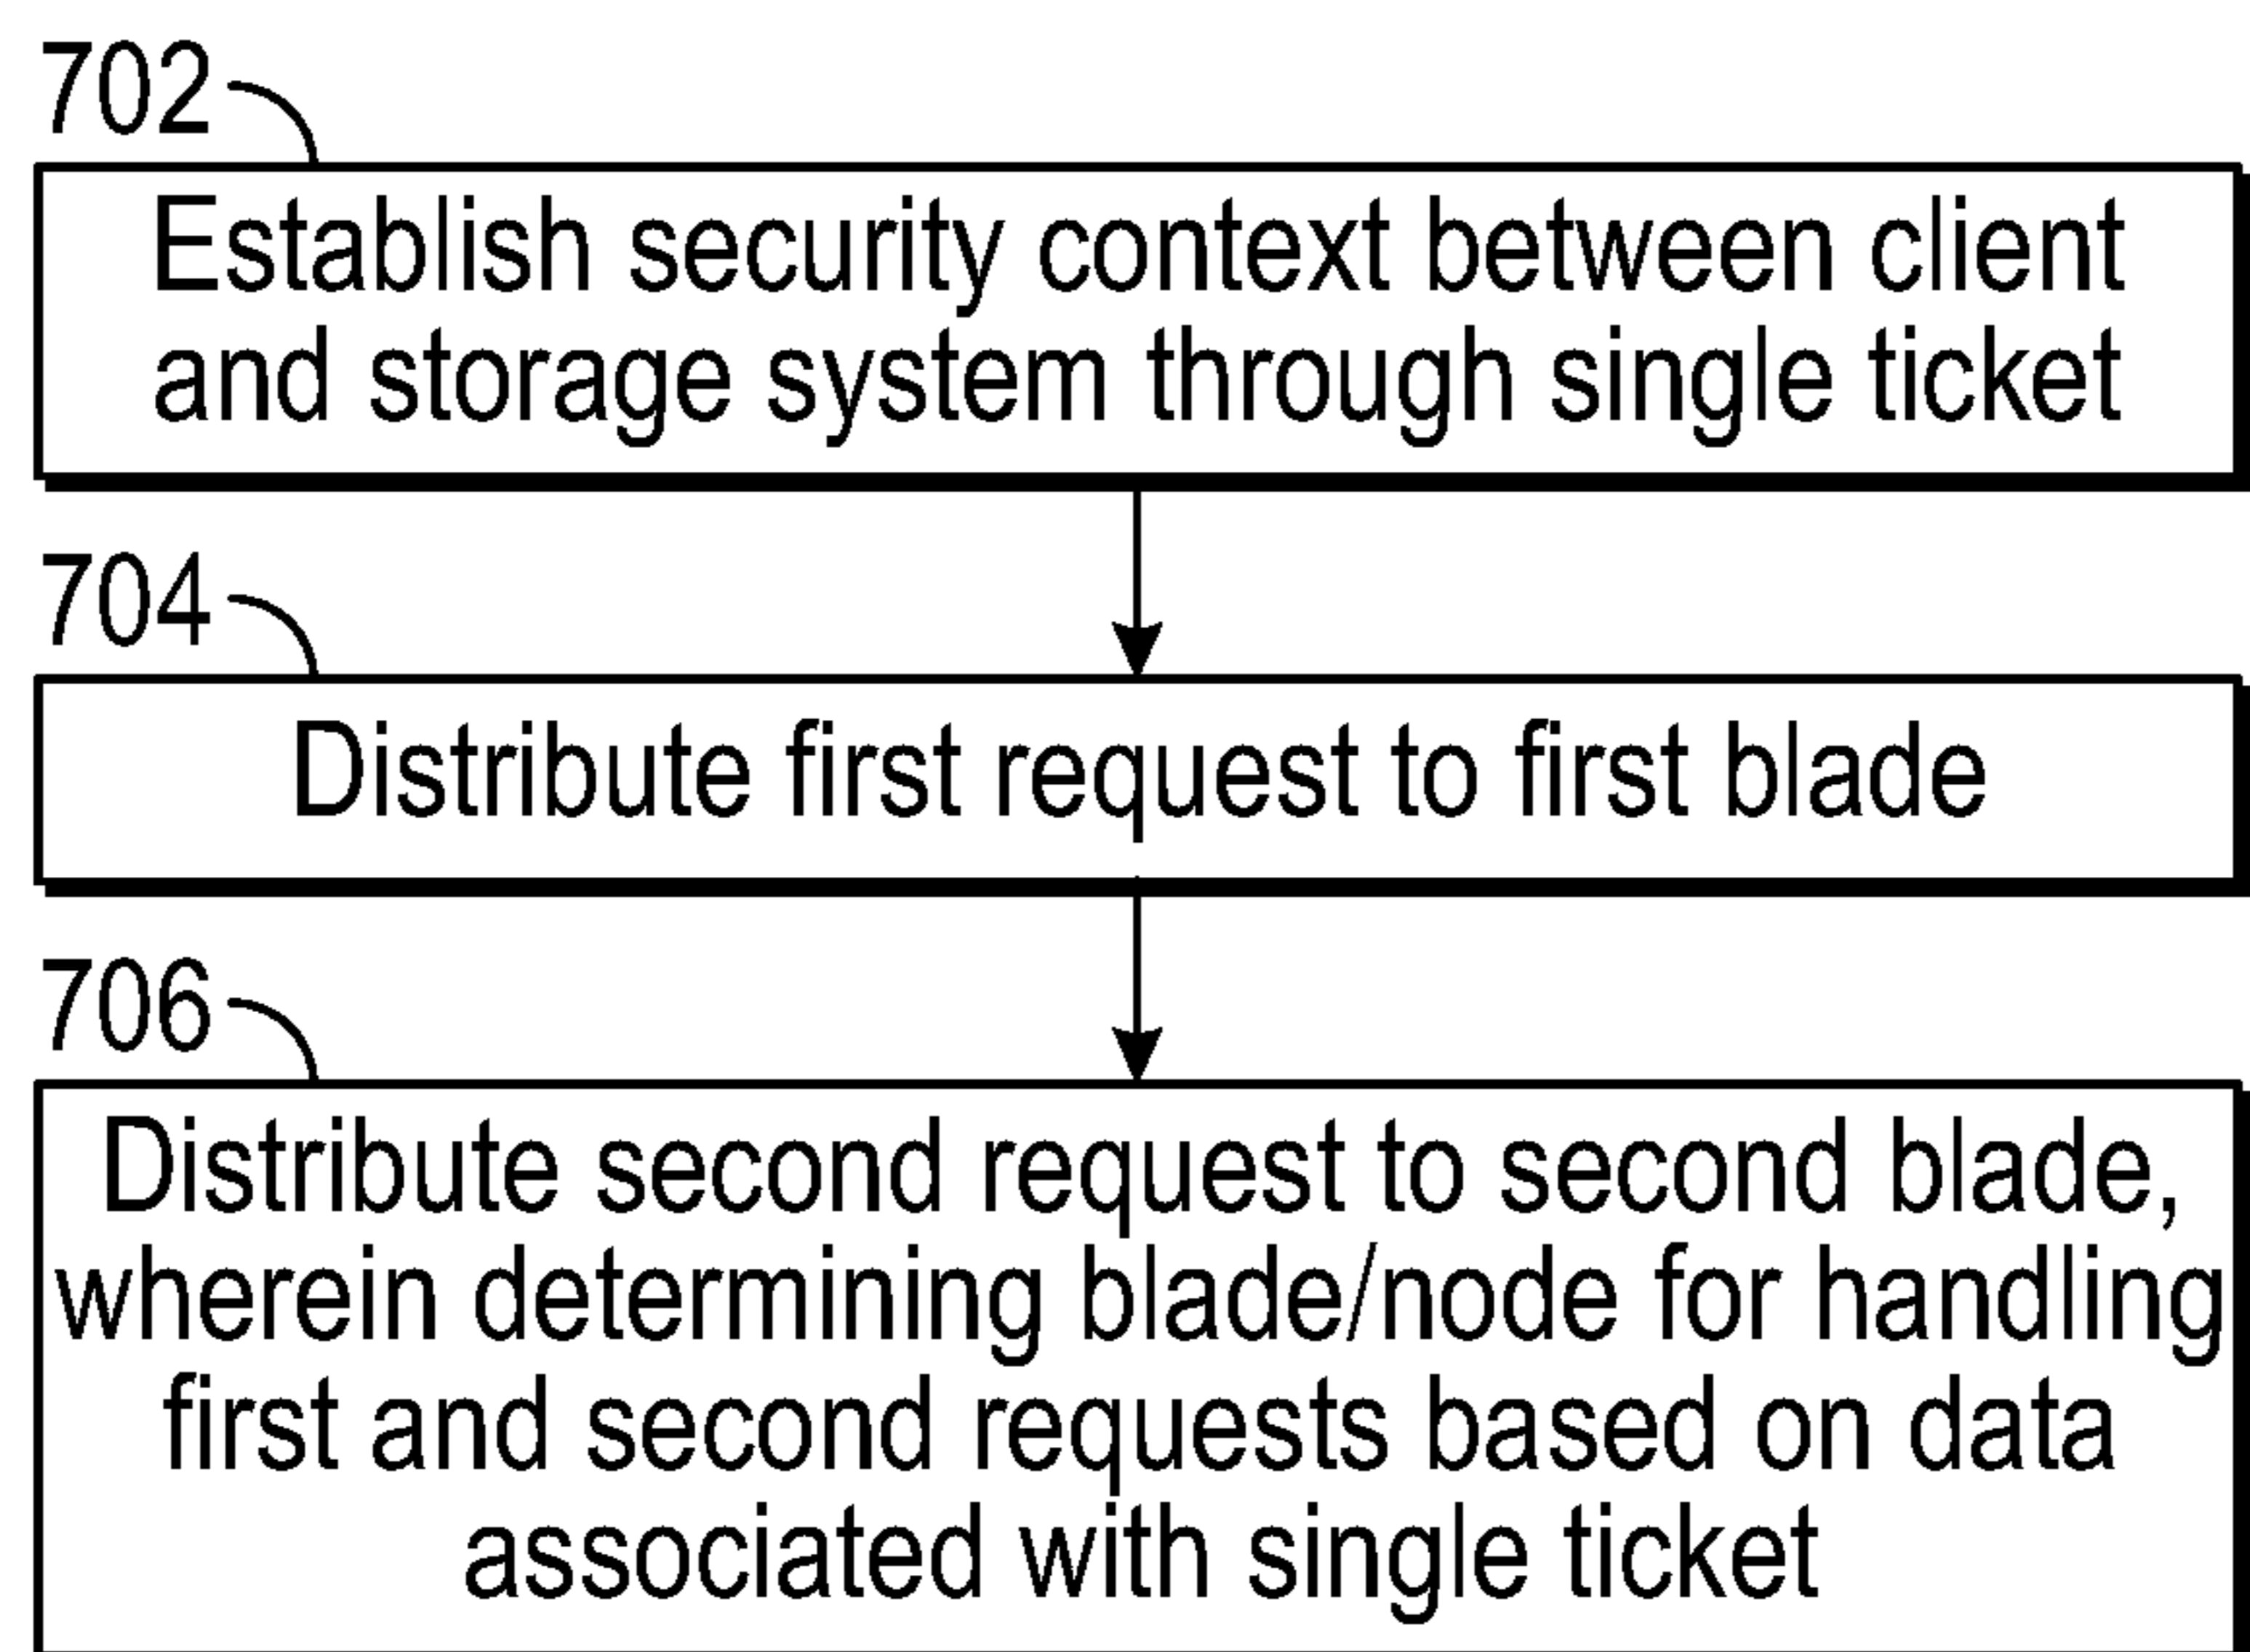 702
Establish security context between client
and storage system through single ticket
704
Distribute first request to first blade
706
Distribute second request to second blade,
wherein determining blade/node for handling
first and second requests based on data
associated with single ticket